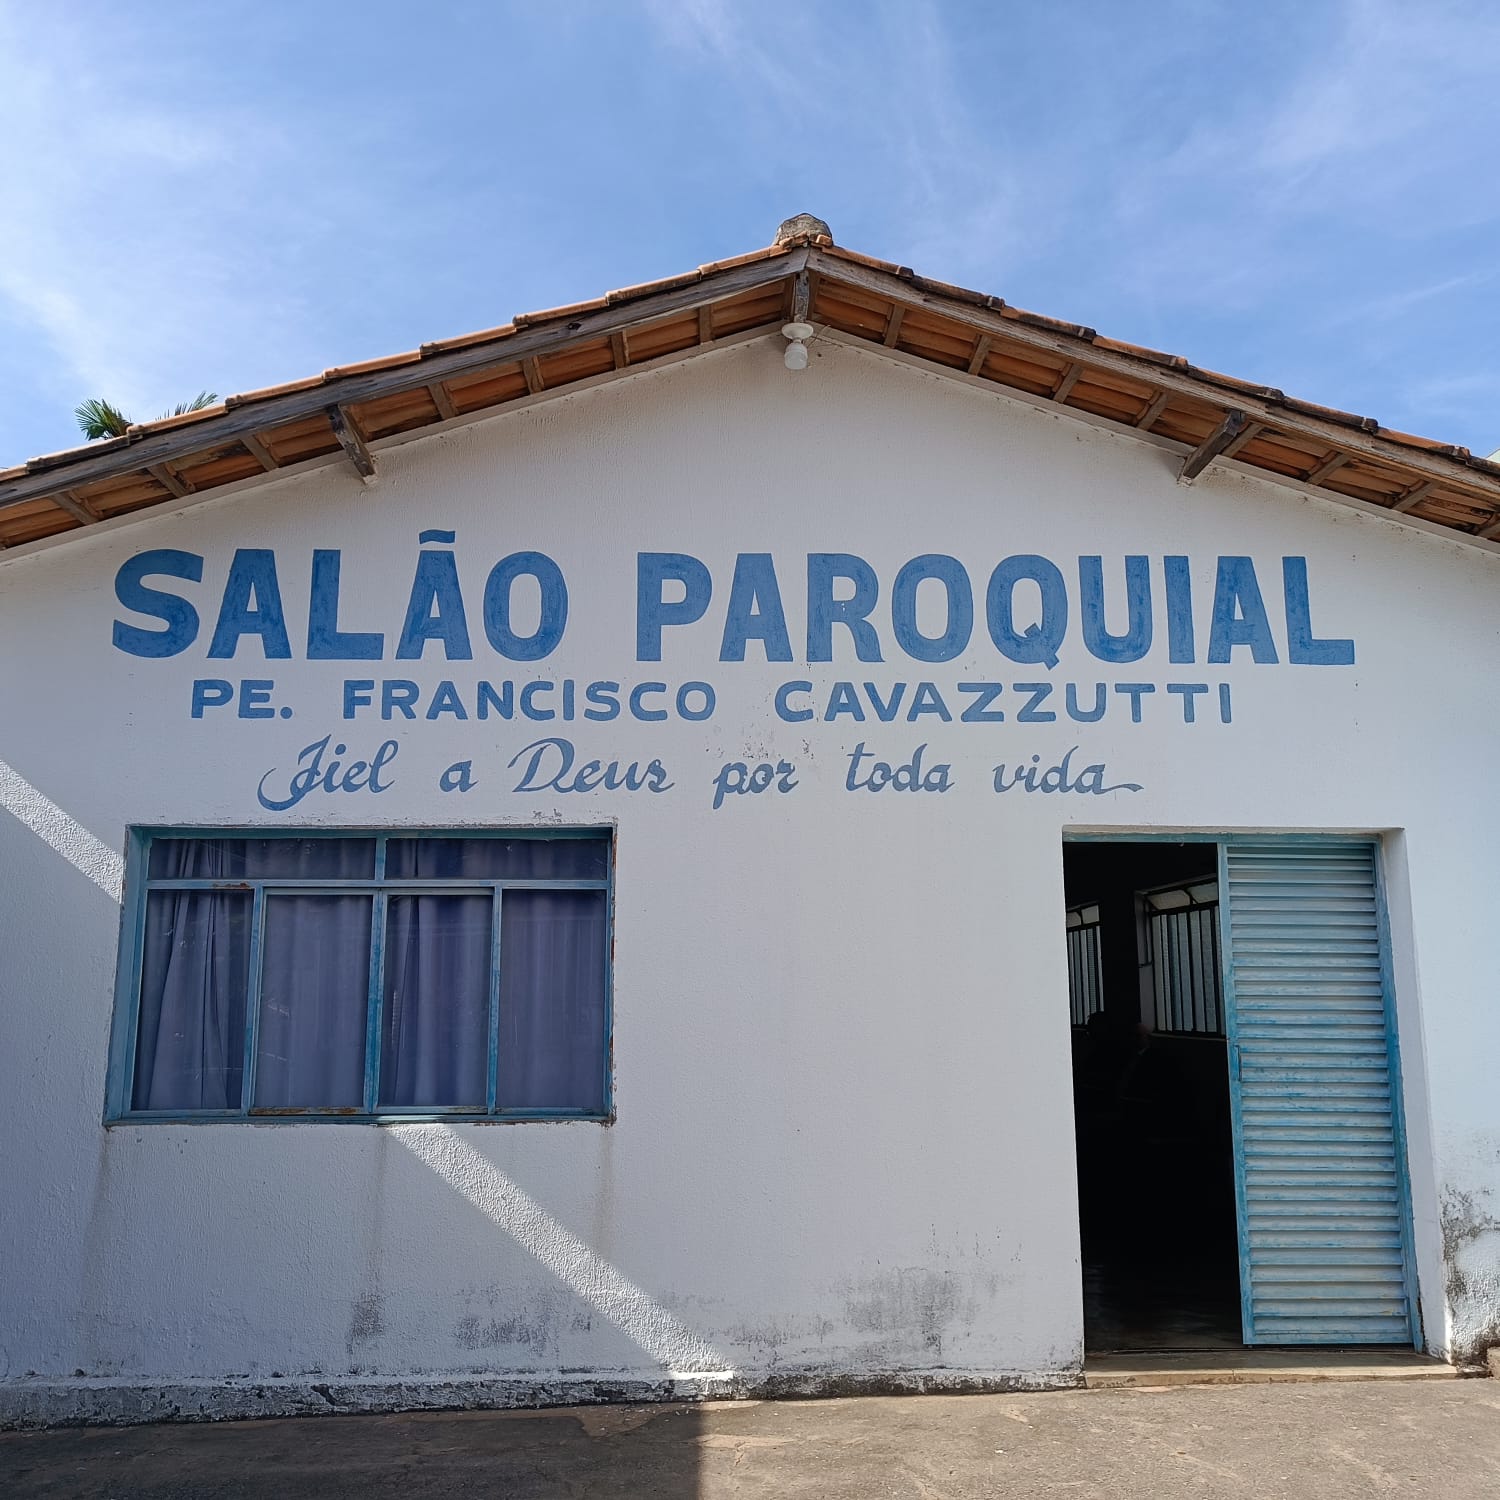 SALÃO PAROQUIAL
PE. FRANCISCO CAVAZZUTTI
Fiel a Deus por toda vida